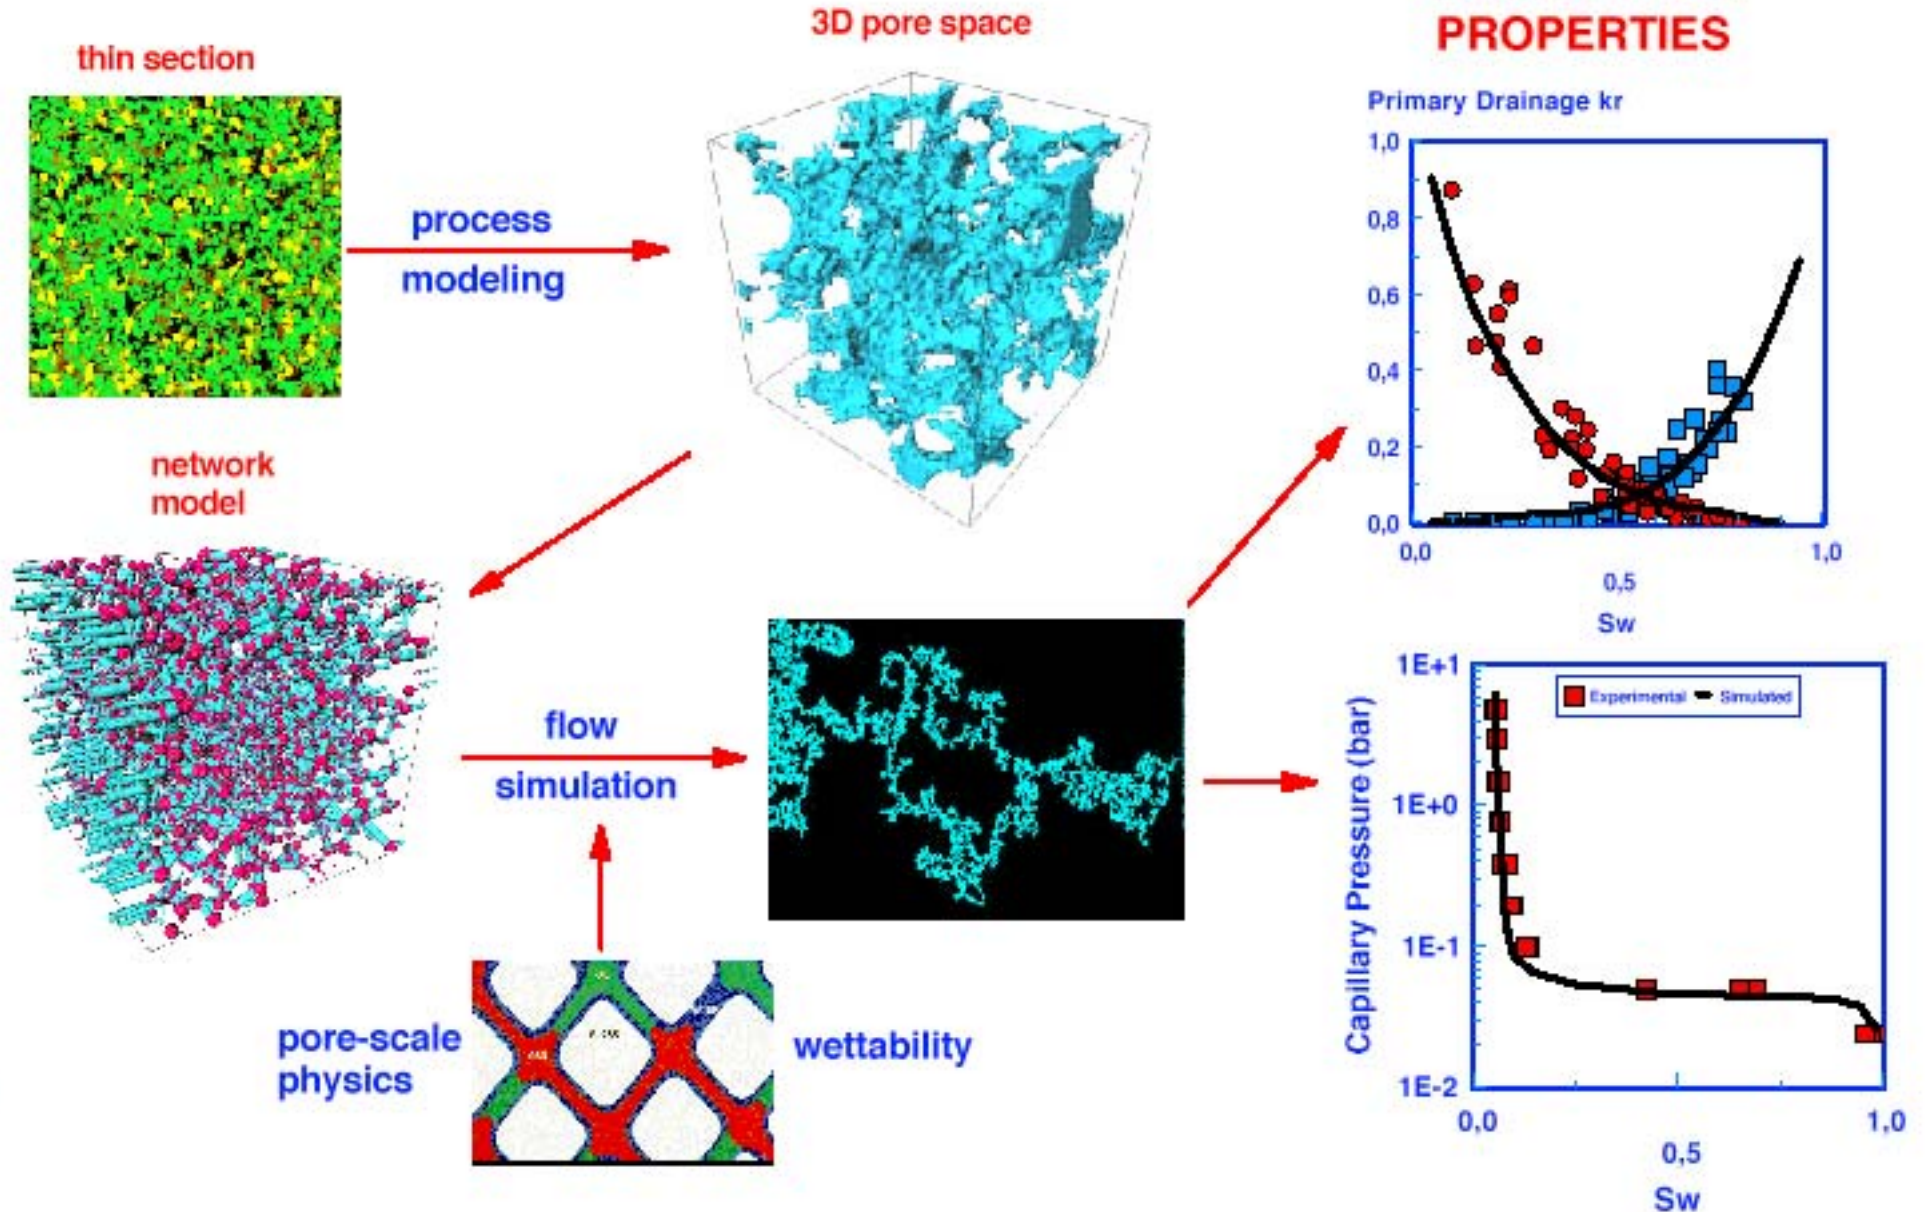 thin section
3D pore space
PROPERTIES
process
modeling
Primary Drainage kr
1,0
0,8
0,6
0,4
0,2
0,0
0,0
1,0
0,5
Sw
network
model
flow
simulation
pore-scale
physics
wettability
Capillary Pressure (bar)
1E+1
1E+0
1E-1
1E-2
Experimental
Simulated
0,0
1,0
0,5
Sw